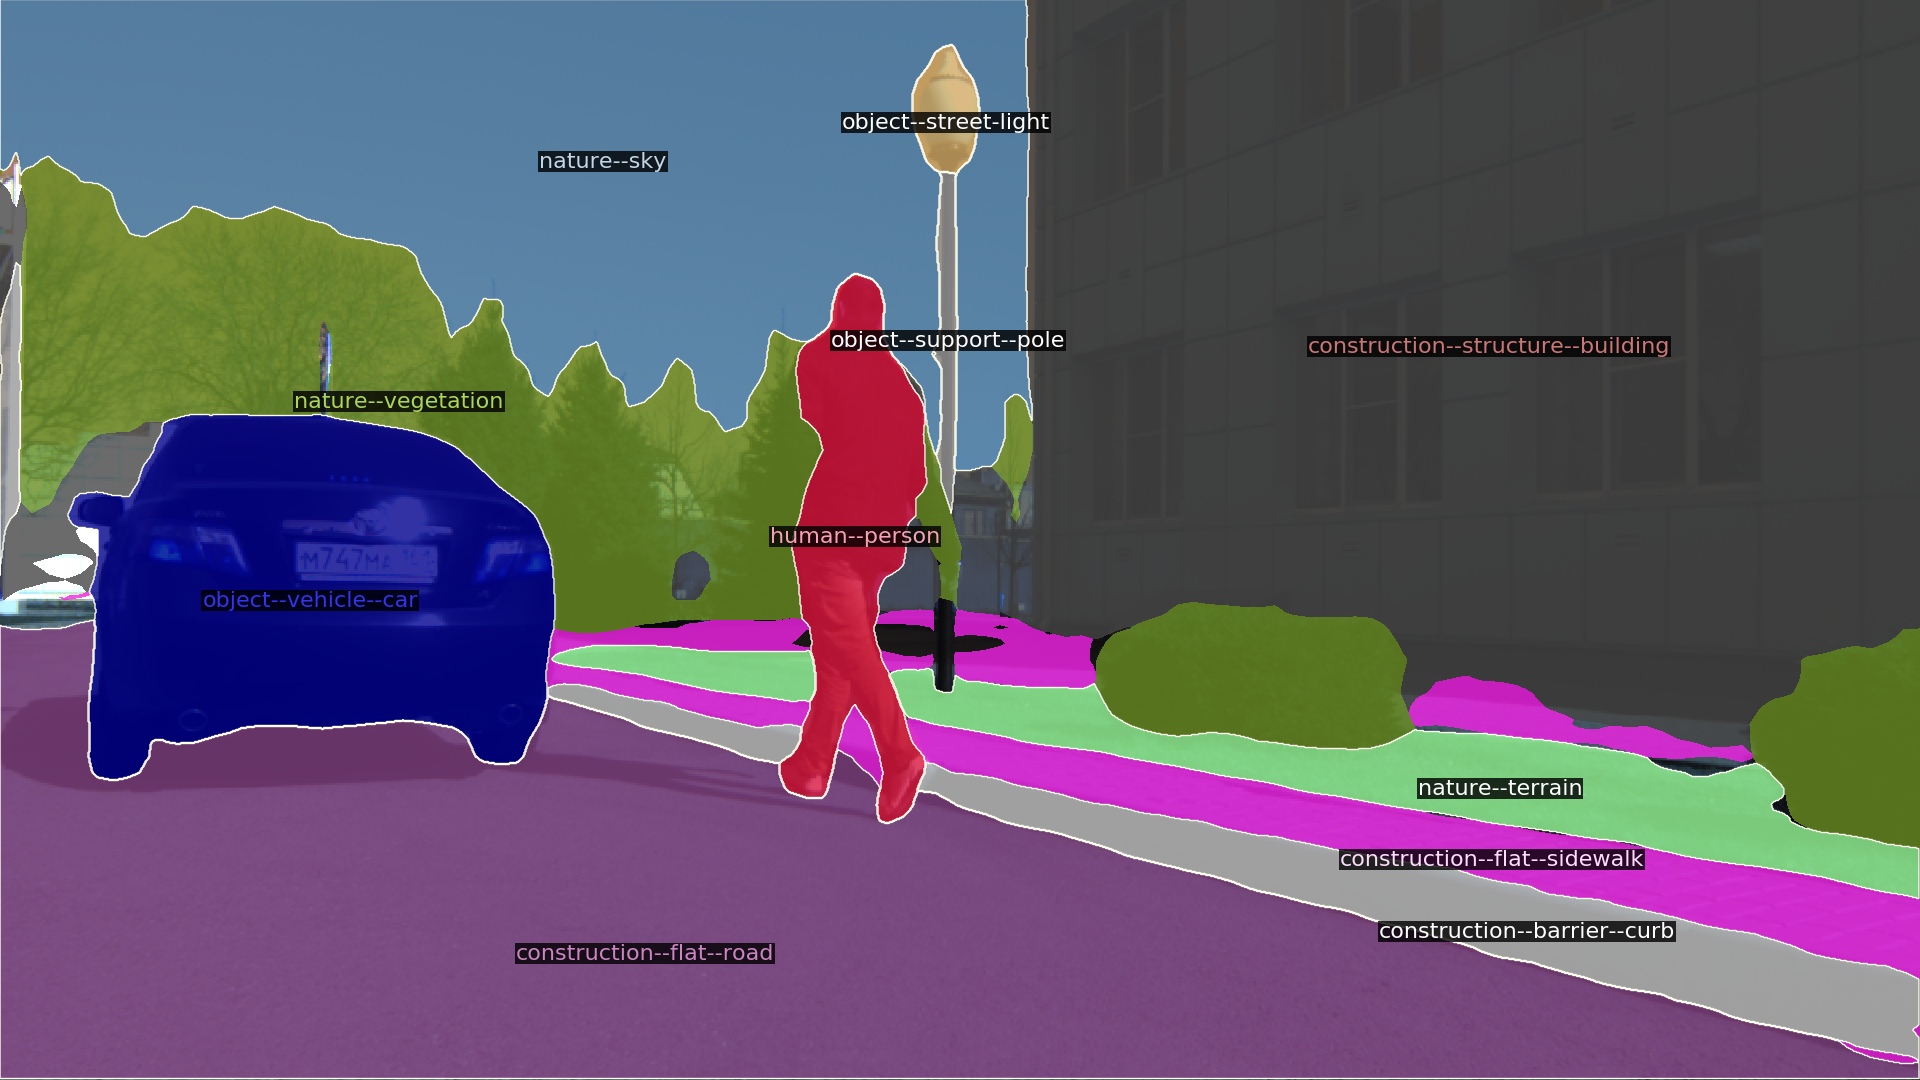 object--street-light
nature--sky
object--support--pole
construction--structure--building
nature--vegetation
human--person
М747МА
object--vehicle--car
nature--terrain
construction--flat--sidewalk
construction--barrier--curb
construction--flat--road